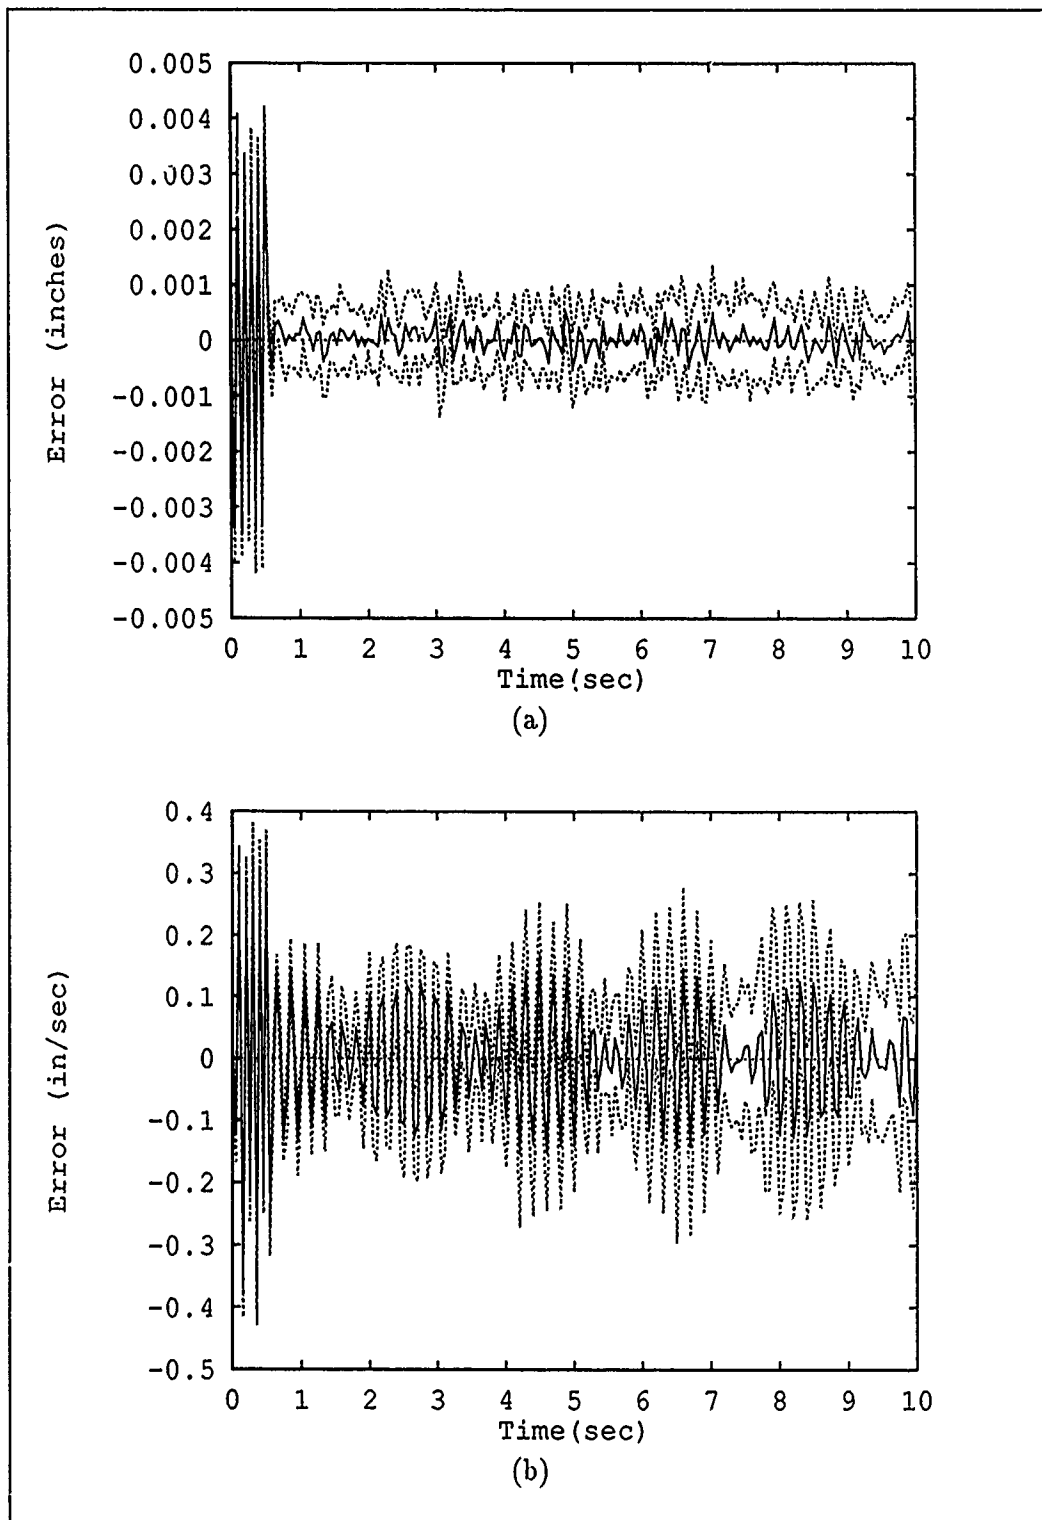 0.005
0.004
0.003
0.002
0.001
0
-0.001
-0.002
-0.003
-0.004
-0.005
Error (inches)
0 1 2 3 4 5 6 7 8 9 10
Time(sec)
(a)
0.4
0.3
0.2
0.1
0
-0.1
-0.2
-0.3
-0.4
-0.5
Error (in/sec)
0 1 2 3 4 5 6 7 8 9 10
Time(sec)
(b)